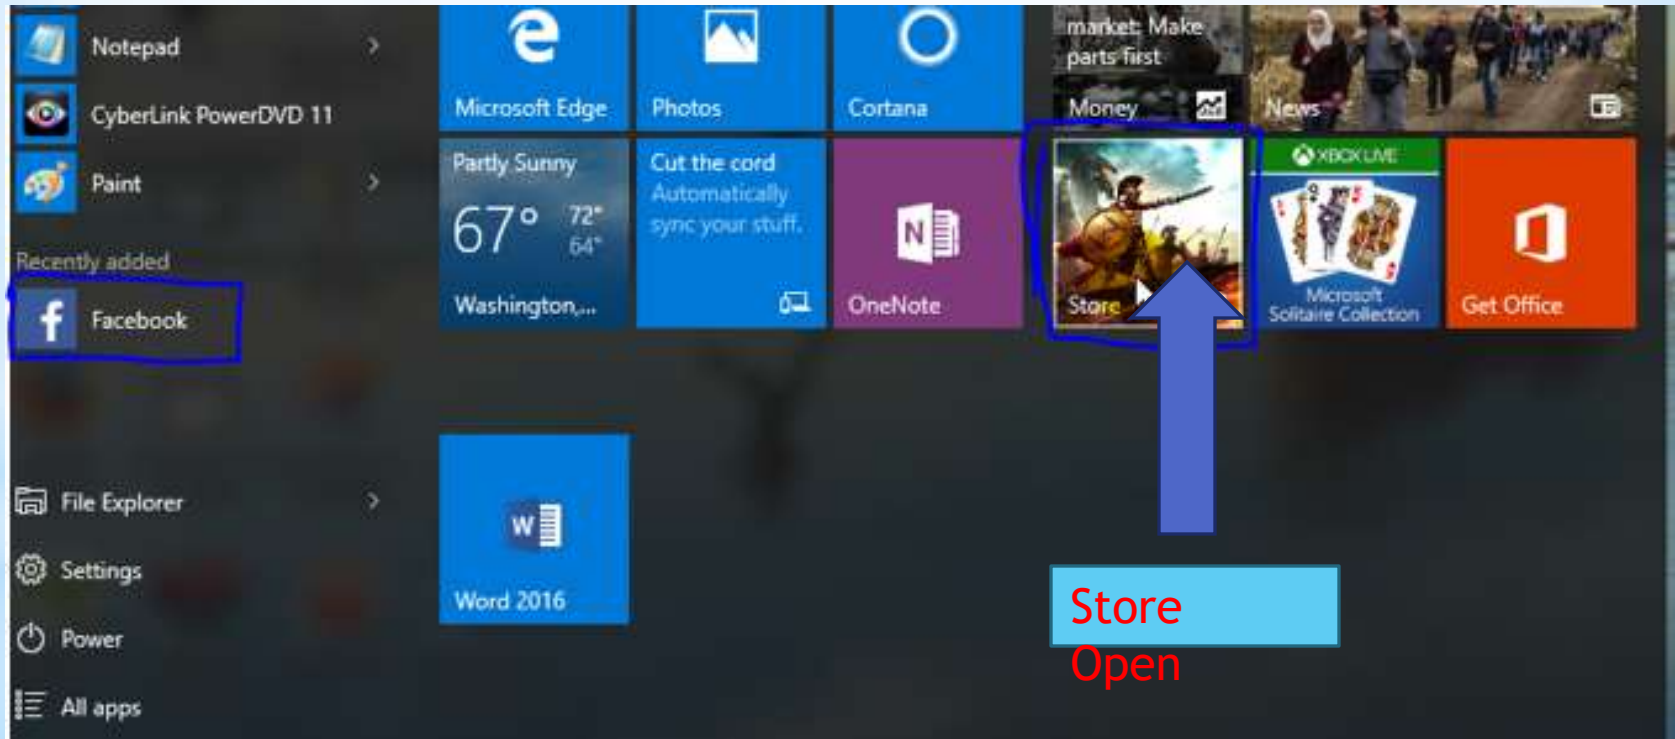 Notepad
CyberLink PowerDVD 11
Paint
Recently added
Facebook
File Explorer
Settings
Power
All apps
Microsoft Edge
Photos
Cortana
market: Make
parts first
Money
News
Partly Sunny
67° 72°
64°
Washington,...
Cut the cord
Automatically
sync your stuff.
OneNote
Store
XBOX LIVE
Microsoft
Solitaire Collection
Get Office
Word 2016
Store
Open